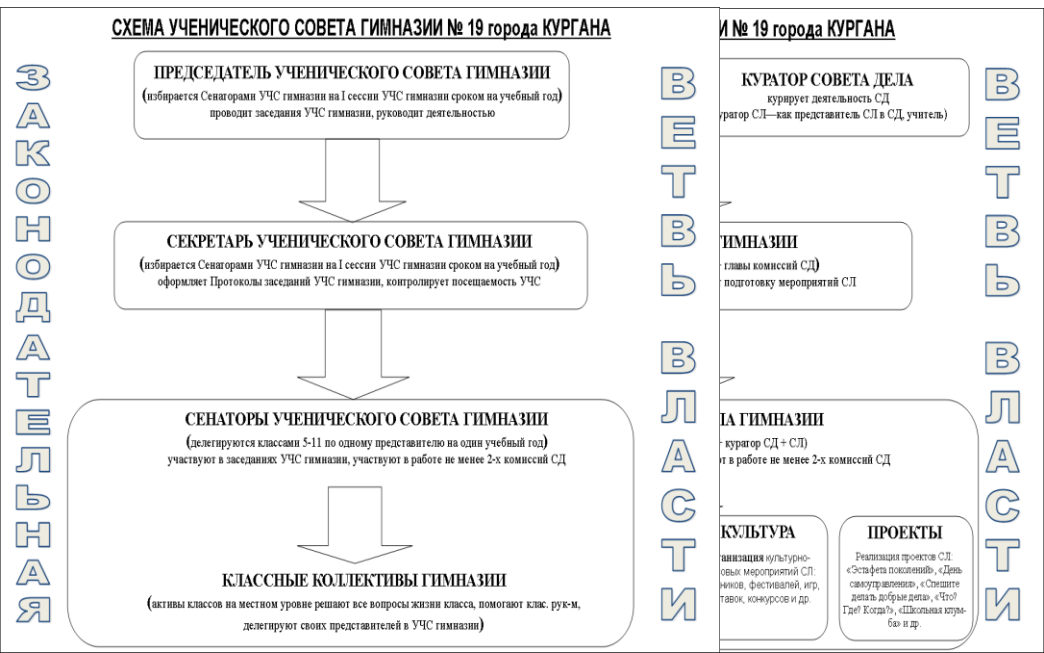 СХЕМА УЧЕНИЧЕСКОГО СОВЕТА ГИМНАЗИИ № 19 города КУРГАНА
ЗАКОНОДАТЕЛЬНАЯ
ПРЕДСЕДАТЕЛЬ УЧЕНИЧЕСКОГО СОВЕТА ГИМНАЗИИ
(избирается Сенаторами УЧС гимназии на I сессии УЧС гимназии сроком на учебный год)
проводит заседания УЧС гимназии, руководит деятельностью
СЕКРЕТАРЬ УЧЕНИЧЕСКОГО СОВЕТА ГИМНАЗИИ
(избирается Сенаторами УЧС гимназии на I сессии УЧС гимназии сроком на учебный год)
оформляет Протоколы заседаний УЧС гимназии, контролирует посещаемость УЧС
СЕНАТОРЫ УЧЕНИЧЕСКОГО СОВЕТА ГИМНАЗИИ
(делегируются классами 5-11 по одному представителю на один учебный год)
участвуют в заседаниях УЧС гимназии, участвуют в работе не менее 2-х комиссий СД
КЛАССНЫЕ КОЛЛЕКТИВЫ ГИМНАЗИИ
(активы классов на местном уровне решают все вопросы жизни класса, помогают клас. рук-м,
делегируют своих представителей в УЧС гимназии)
ВЕТВЬ ВЛАСТИ
И № 19 города КУРГАНА
КУРАТОР СОВЕТА ДЕЛА
курирует деятельность СД
уратор СЛ—как представитель СЛ в СД, учитель)
ГИМНАЗИИ
главы комиссий СД)
подготовку мероприятий СЛ
ЛА ГИМНАЗИИ
куратор СД + СЛ)
от в работе не менее 2-х комиссий СД
КУЛЬТУРА
ганизация культурно-
овых мероприятий СЛ:
ников, фестивалей, игр,
тавок, конкурсов и др.
ПРОЕКТЫ
Реализация проектов СЛ:
«Эстафета поколений», «День
самоуправления», «Спешите
делать добрые дела», «Что?
Где? Когда?», «Школьная клум-
ба» и др.
ВЕТВЬ ВЛАСТИ